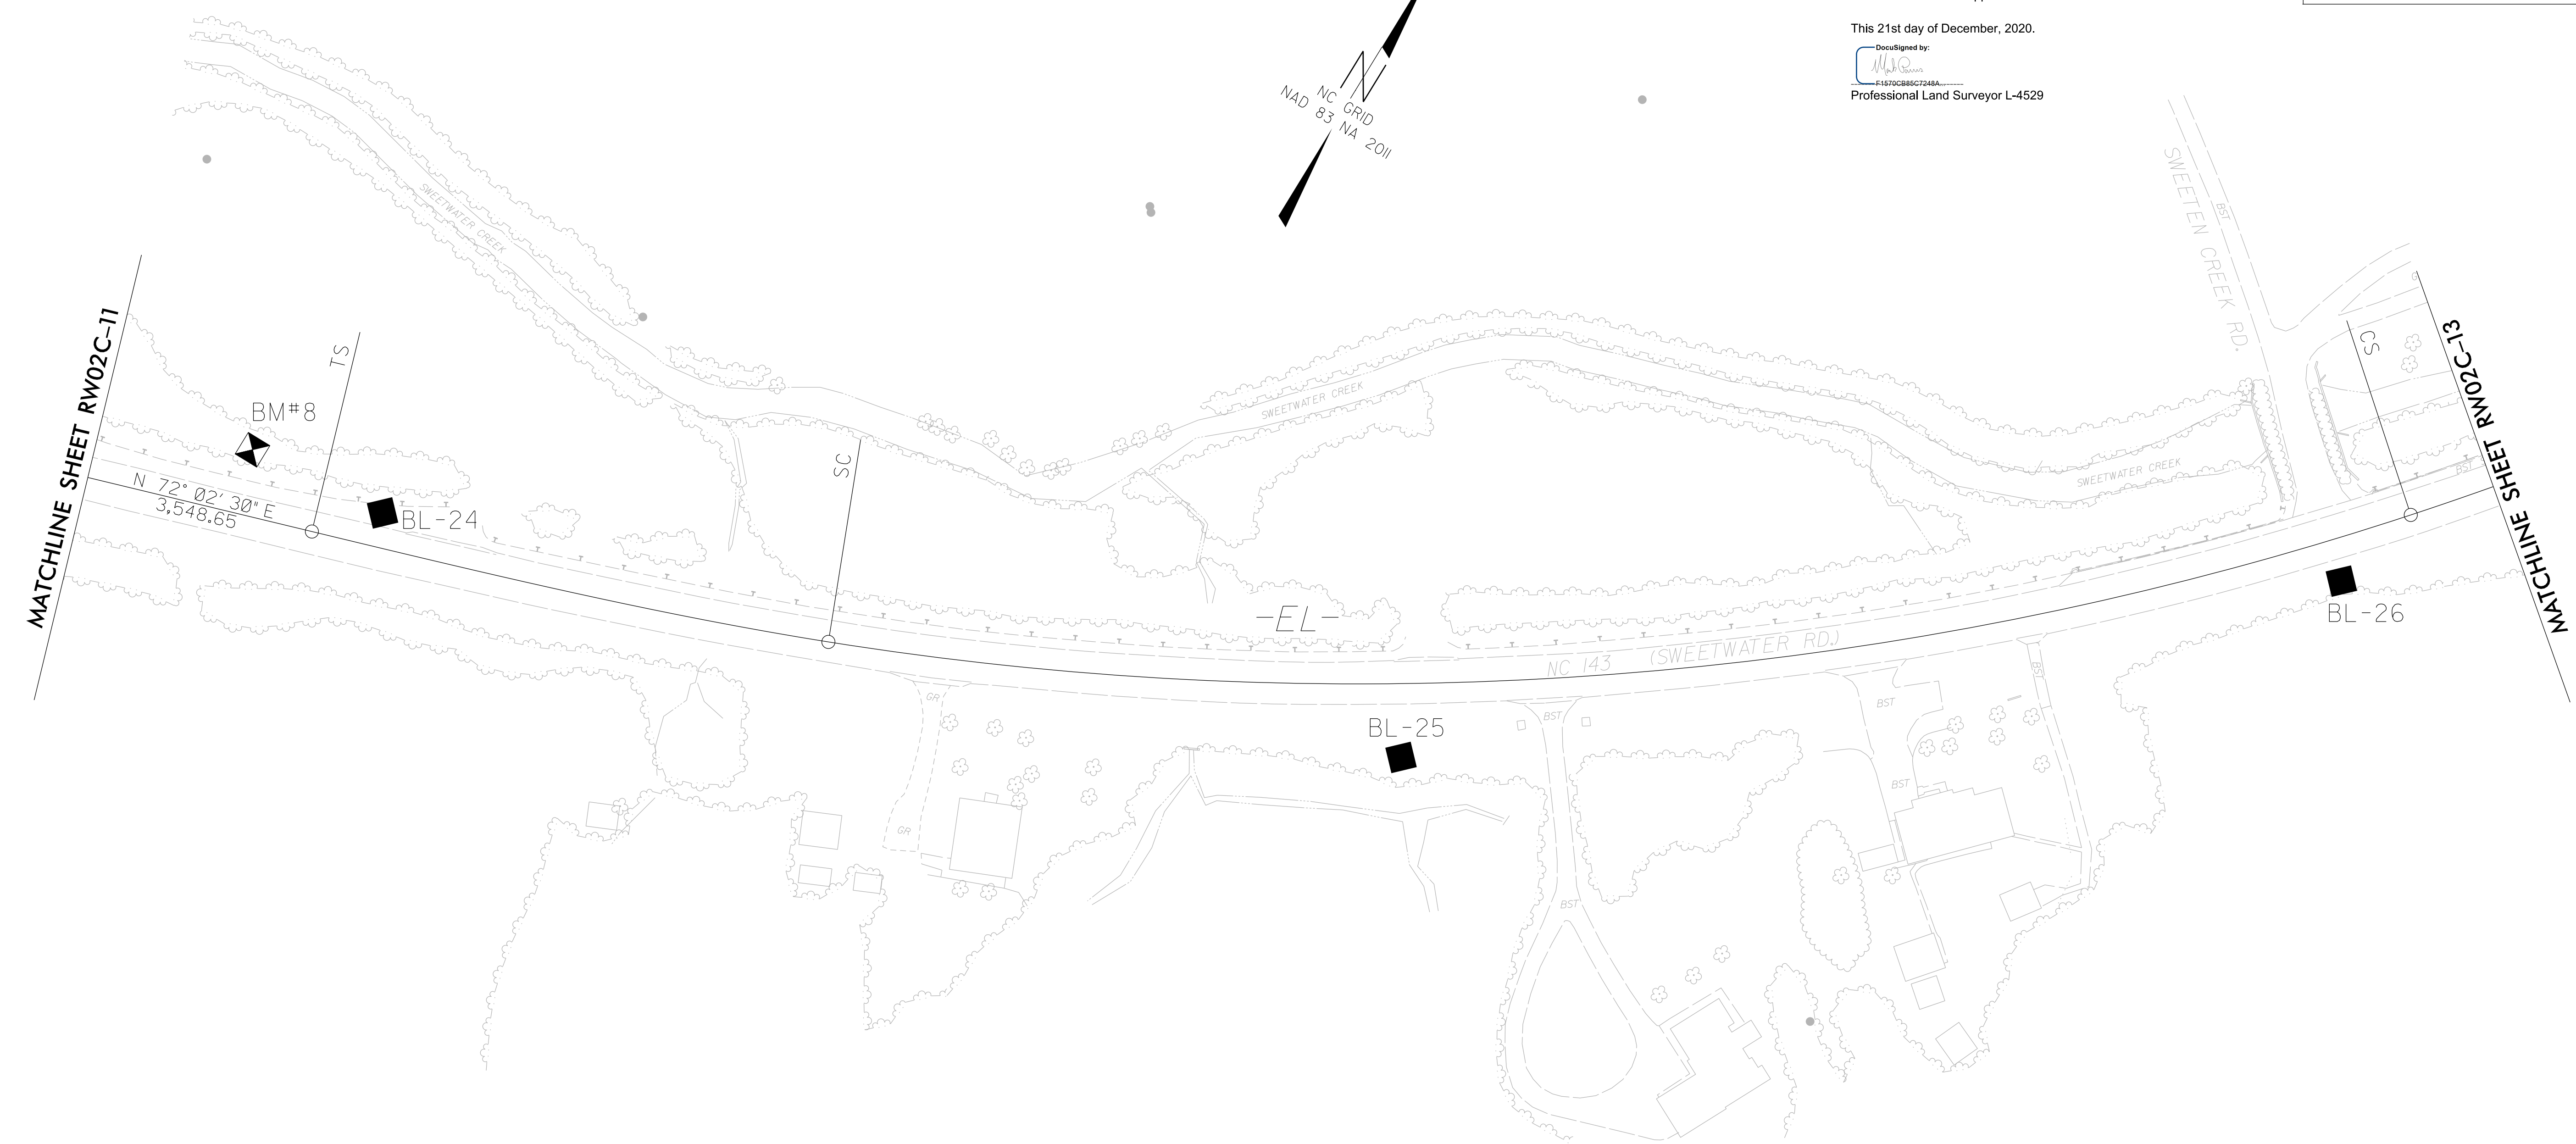 This 21st day of December, 2020.
DocuSigned by:
F1570CB85C7248A...
Professional Land Surveyor L-4529
NC GRID
NAD 83 NA 2011
SWEETWATER CREEK
SWEETEN CREEK RD.
BST
G
MATCHLINE SHEET RW02C-11
TS
BM#8
N 72° 02' 30" E
3,548.65
BL-24
SC
SWEETWATER CREEK
SWEETWATER CREEK
CS
MATCHLINE SHEET RW02C-13
BST
BL-26
-EL-
NC 143 (SWEETWATER RD.)
GR
GR
BL-25
BST
BST
BST
BST
BST